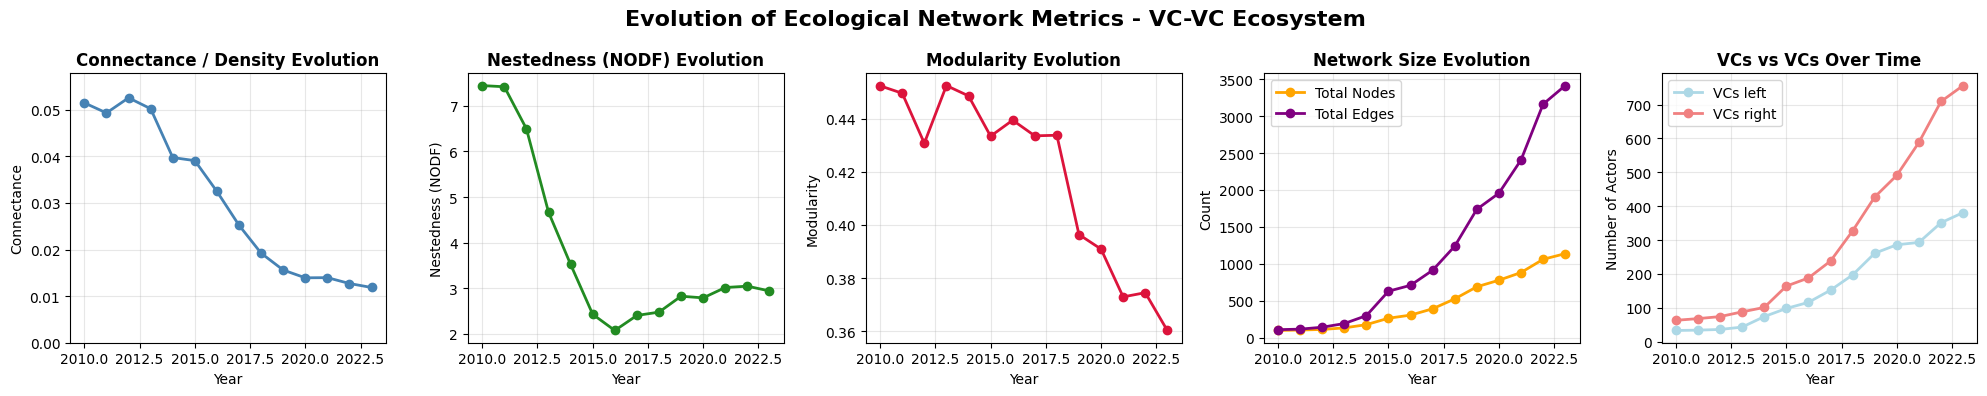 Evolution of Ecological Network Metrics - VC-VC Ecosystem
Connectance / Density Evolution
Connectance
0.05
0.04
0.03
0.02
0.01
0.00
2010.0 2012.5 2015.0 2017.5 2020.0 2022.5
Year
Nestedness (NODF) Evolution
Nestedness (NODF)
7
6
5
4
3
2
2010.0 2012.5 2015.0 2017.5 2020.0 2022.5
Year
Modularity Evolution
Modularity
0.44
0.42
0.40
0.38
0.36
2010.0 2012.5 2015.0 2017.5 2020.0 2022.5
Year
Network Size Evolution
Total Nodes
Total Edges
Count
3500
3000
2500
2000
1500
1000
500
0
2010.0 2012.5 2015.0 2017.5 2020.0 2022.5
Year
VCs vs VCs Over Time
VCs left
VCs right
Number of Actors
700
600
500
400
300
200
100
0
2010.0 2012.5 2015.0 2017.5 2020.0 2022.5
Year